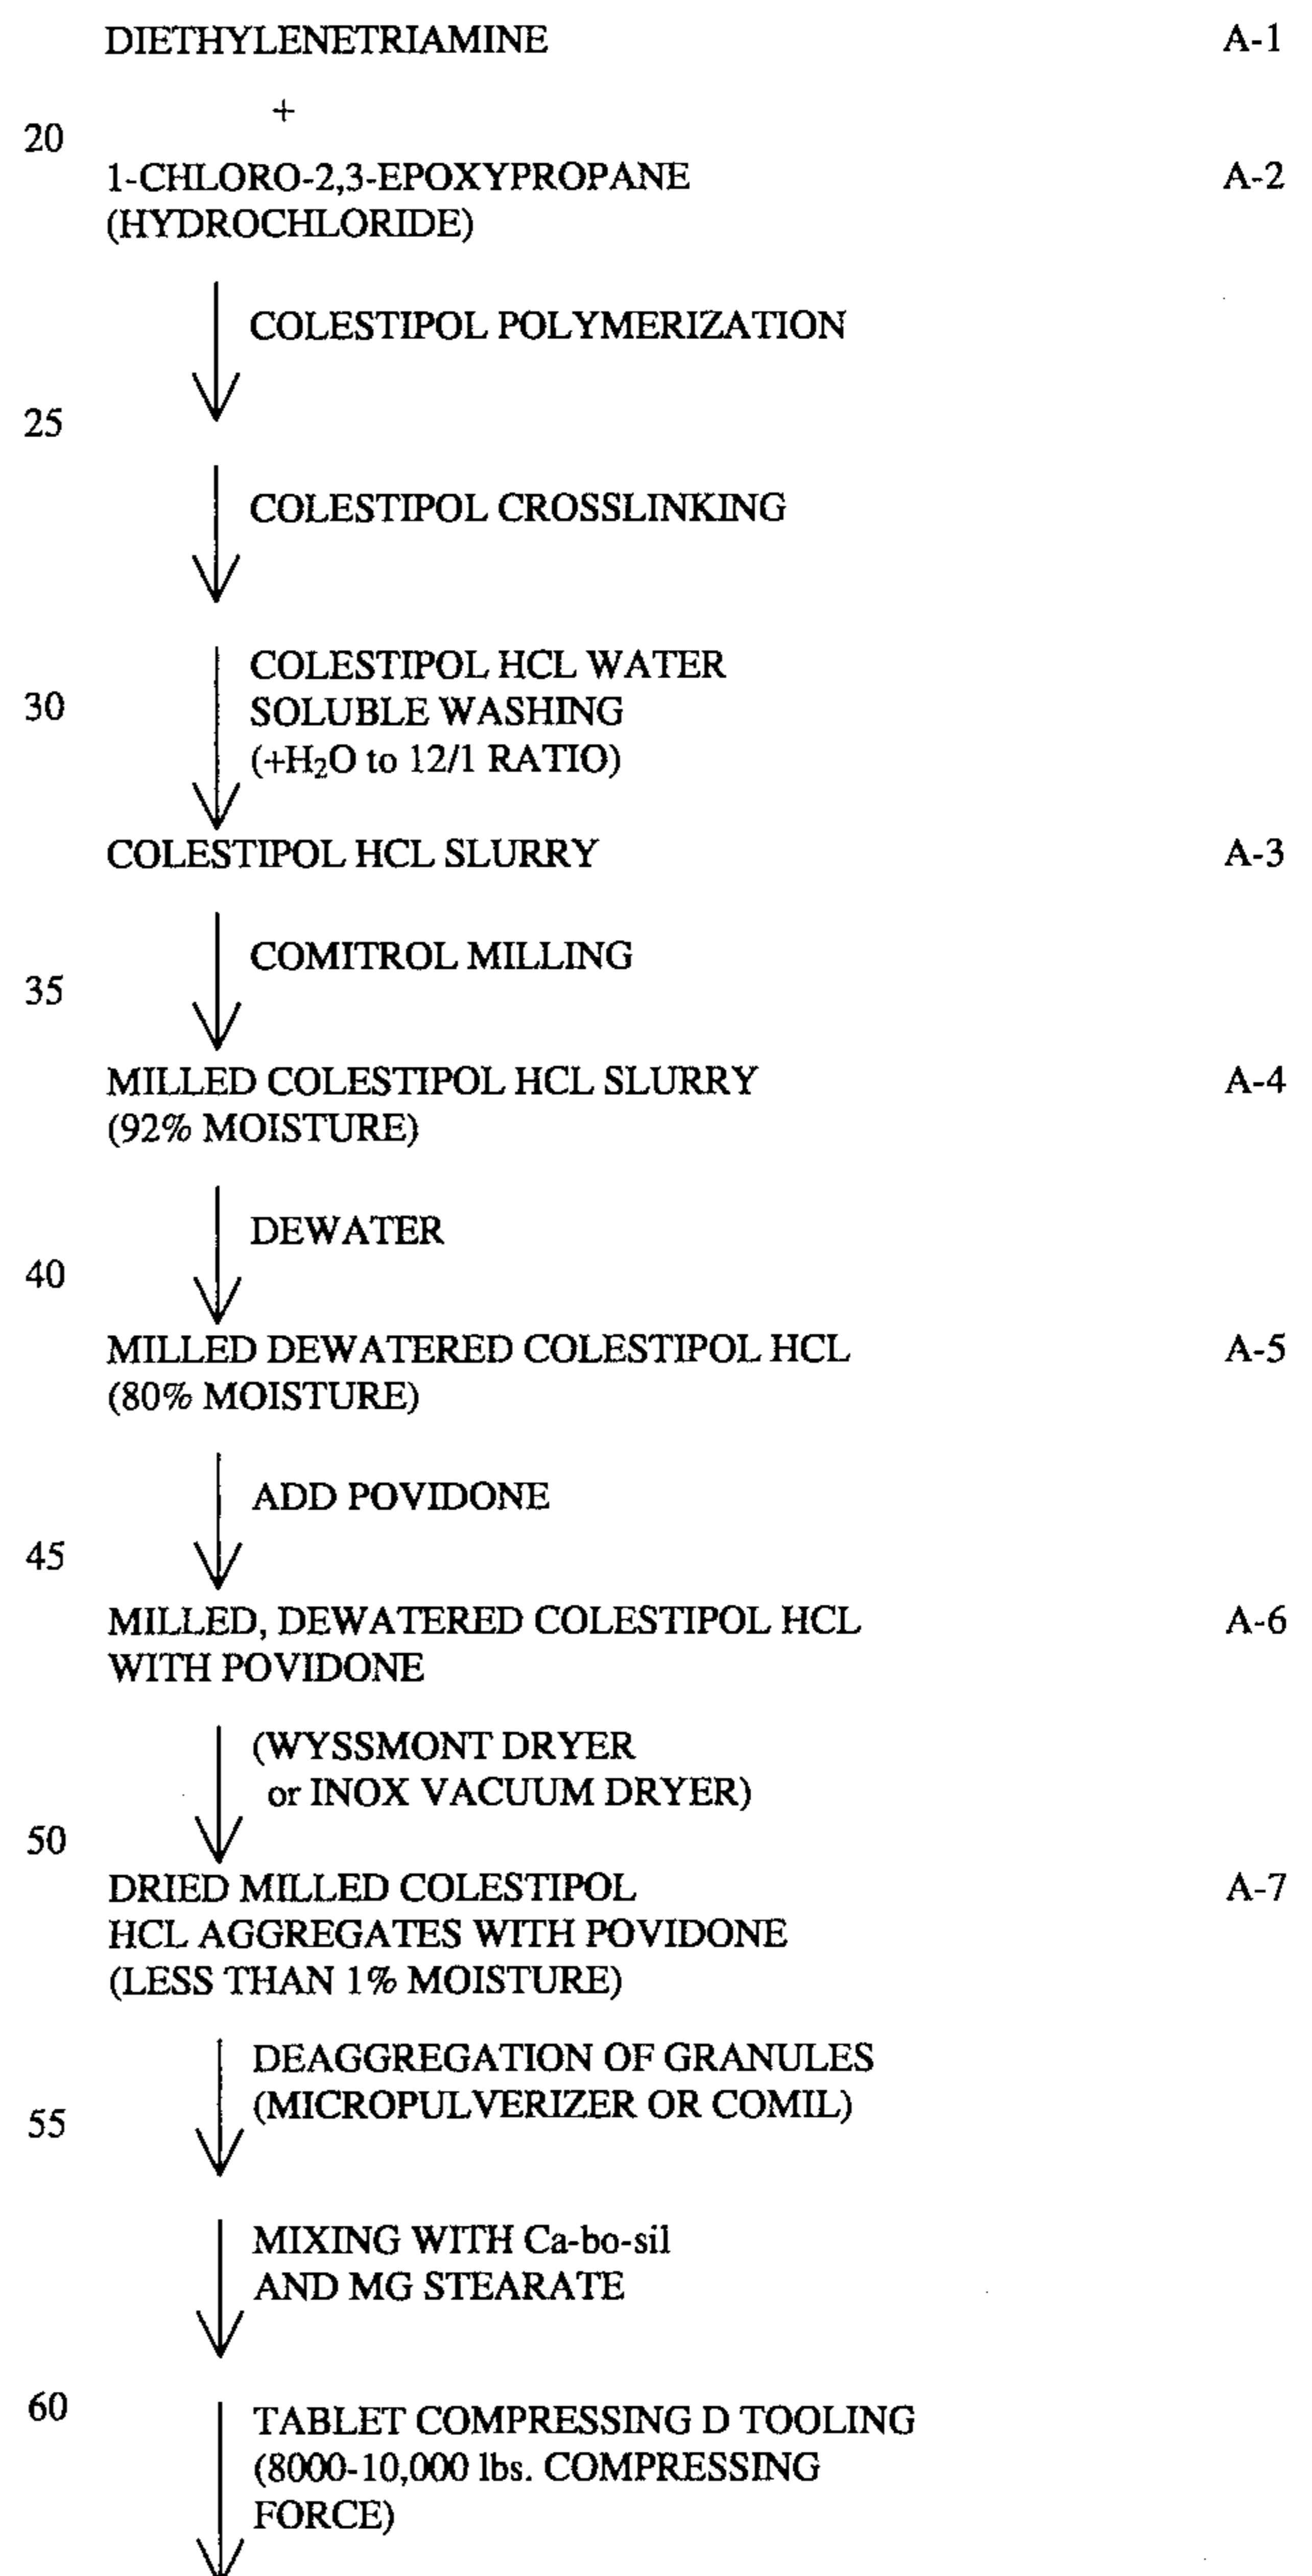 DIETHYLENETRIAMINE A-1
+
20
1-CHLORO-2,3-EPOXYPROPANE A-2
(HYDROCHLORIDE)
COLESTIPOL POLYMERIZATION
25
COLESTIPOL CROSSLINKING
COLESTIPOL HCL WATER
30 SOLUBLE WASHING
(+H₂O to 12/1 RATIO)
COLESTIPOL HCL SLURRY A-3
COMITROL MILLING
35
MILLED COLESTIPOL HCL SLURRY A-4
(92% MOISTURE)
DEWATER
40
MILLED DEWATERED COLESTIPOL HCL A-5
(80% MOISTURE)
ADD POVIDONE
45
MILLED, DEWATERED COLESTIPOL HCL A-6
WITH POVIDONE
(WYSSMONT DRYER
or INOX VACUUM DRYER)
50
DRIED MILLED COLESTIPOL A-7
HCL AGGREGATES WITH POVIDONE
(LESS THAN 1% MOISTURE)
DEAGGREGATION OF GRANULES
55 (MICROPULVERIZER OR COMIL)
MIXING WITH Ca-bo-sil
AND MG STEARATE
60 TABLET COMPRESSING D TOOLING
(8000-10,000 lbs. COMPRESSING
FORCE)